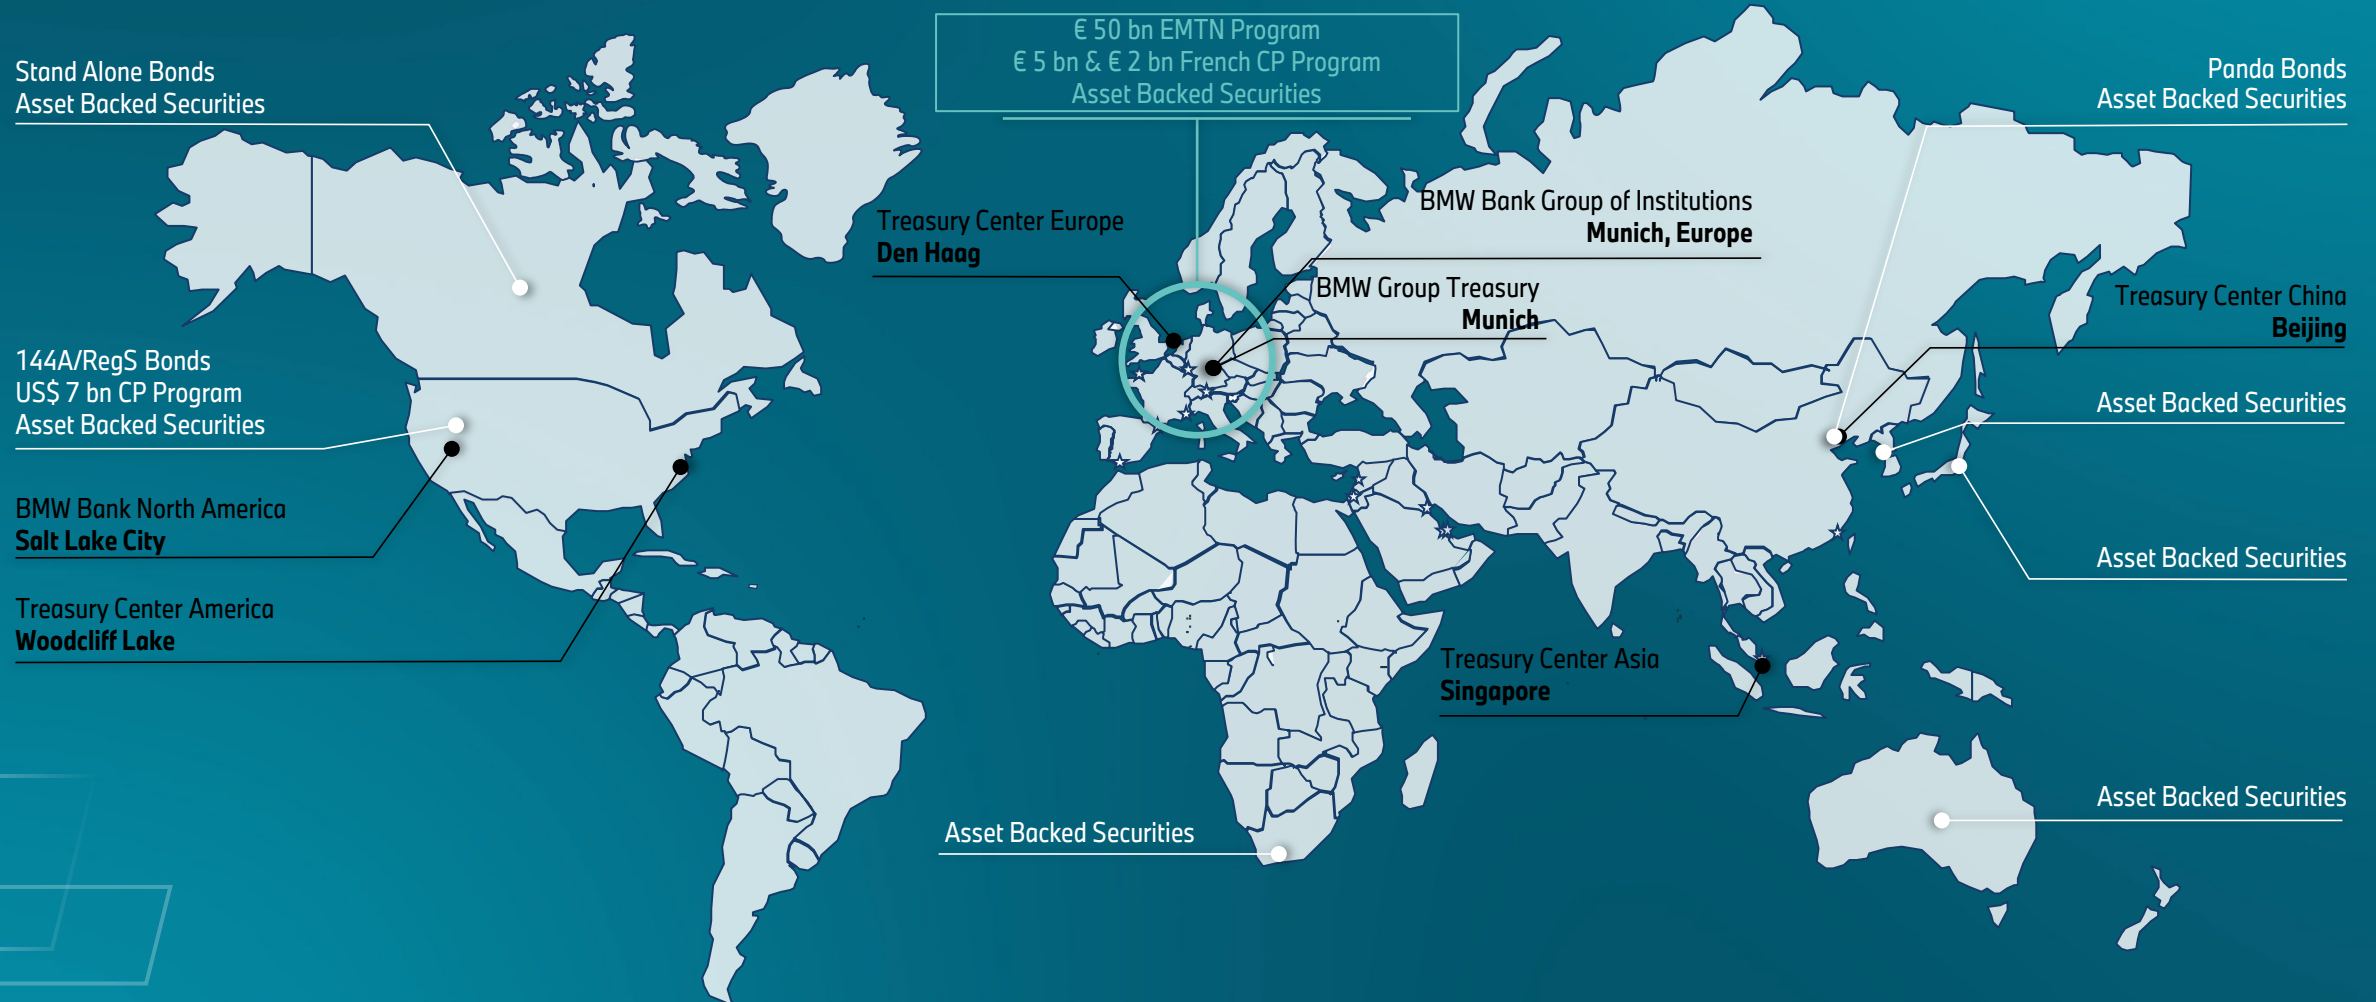 Stand Alone Bonds
Asset Backed Securities
€ 50 bn EMTN Program
€ 5 bn & € 2 bn French CP Program
Asset Backed Securities
Panda Bonds
Asset Backed Securities
Treasury Center Europe
Den Haag
BMW Bank Group of Institutions
Munich, Europe
BMW Group Treasury
Munich
Treasury Center China
Beijing
144A/RegS Bonds
US$ 7 bn CP Program
Asset Backed Securities
Asset Backed Securities
BMW Bank North America
Salt Lake City
Asset Backed Securities
Treasury Center America
Woodcliff Lake
Treasury Center Asia
Singapore
Asset Backed Securities
Asset Backed Securities